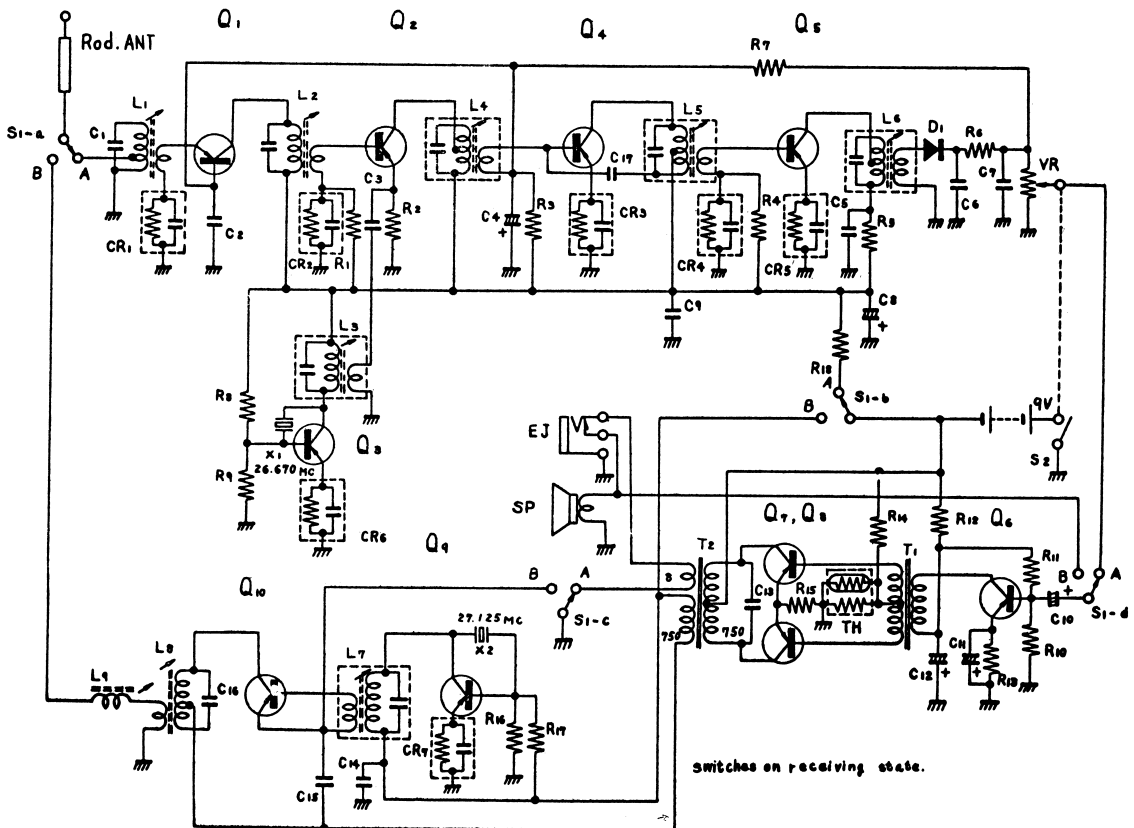 Q1 Q2 Q4 Q5
Rod. ANT
R7
L1 L2 L4 L5 L6 D1 R6
S1-a C1 C3 C17 C7 VR
B A
C2 R2 C4 + R3 CR3 R4 C5 R5 C6
CR1 CR2 R1 CR4 CR5
C9 C8 +
L3 R18
A S1-b
R8 B 9V
EJ
X1 Q3 S2
26.670 MC
R9
SP
CR6 Q7, Q8 R14 R12 Q6
Q9 T2 T1 R11
B A 8 C13 R15 B + A
Q10 TH C10 S1-d
S1-c 750 750
27.125 MC
X2
L9 L8 L7 C12 + C11 + R13 R10
C16
R16 R17
CR7
C14
C15
switches on receiving state.